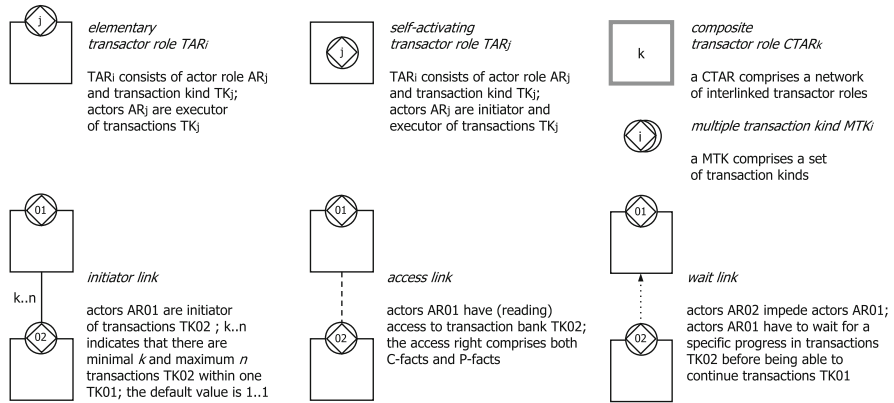 j
elementary
transactor role TARi
TARi consists of actor role ARj
and transaction kind TKj;
actors ARj are executor
of transactions TKj
j
self-activating
transactor role TARj
TARi consists of actor role ARj
and transaction kind TKj;
actors ARj are initiator and
executor of transactions TKj
k
composite
transactor role CTARk
a CTAR comprises a network
of interlinked transactor roles
i
multiple transaction kind MTKi
a MTK comprises a set
of transaction kinds
01
k..n
02
initiator link
actors AR01 are initiator
of transactions TK02 ; k..n
indicates that there are
minimal k and maximum n
transactions TK02 within one
TK01; the default value is 1..1
01
02
access link
actors AR01 have (reading)
access to transaction bank TK02;
the access right comprises both
C-facts and P-facts
01
02
wait link
actors AR02 impede actors AR01;
actors AR01 have to wait for a
specific progress in transactions
TK02 before being able to
continue transactions TK01